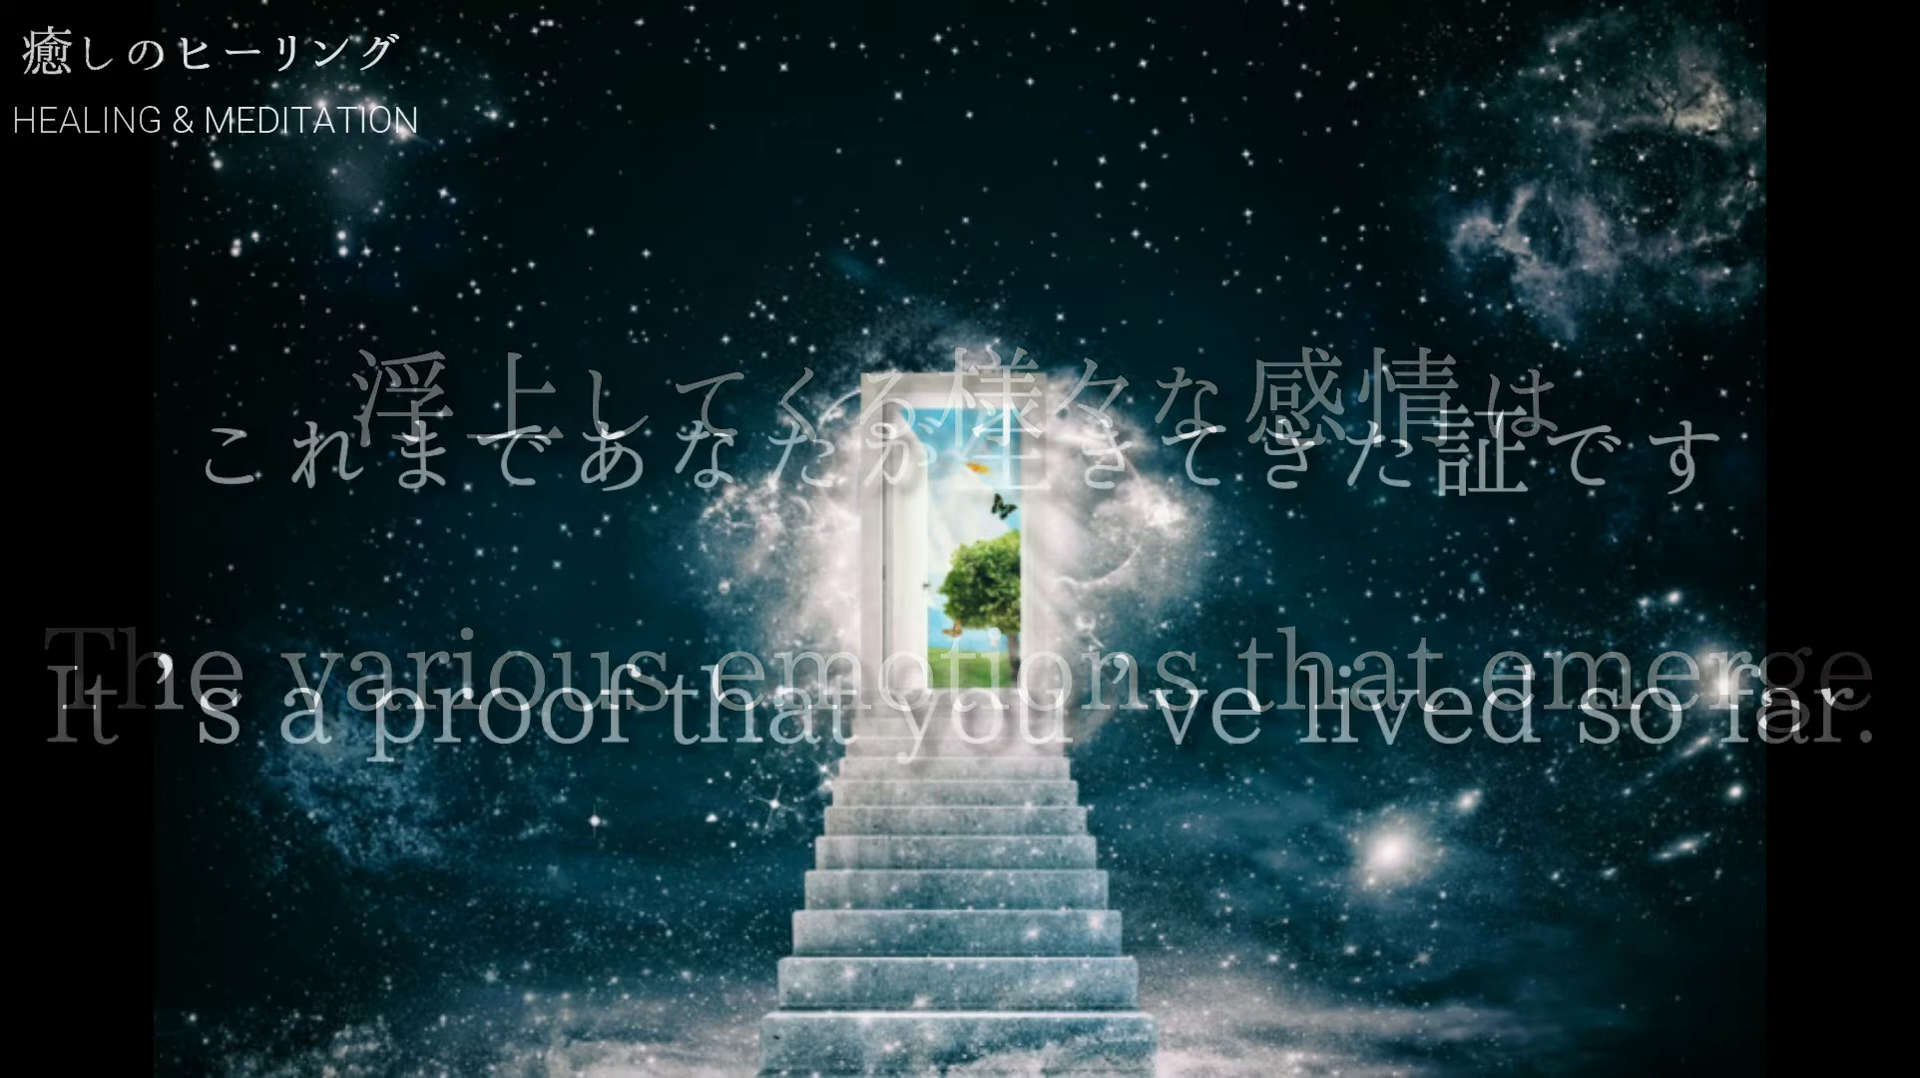 癒しのヒーリング
HEALING & MEDITATION
浮上してくる様々な感情は
これまであなたが生きてきた証です
The various emotions that emerge
It’s a proof that you’ve lived so far.